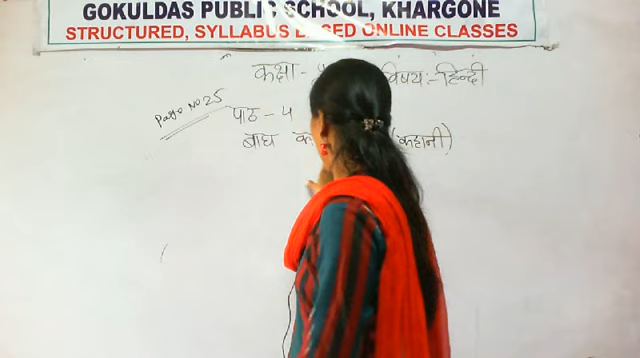 GOKULDAS PUBLIC SCHOOL, KHARGONE
STRUCTURED, SYLLABUS BASED ONLINE CLASSES
कक्षा - विषय:- हिन्दी
Page No 25
पाठ - 4
बाघ (कहानी)